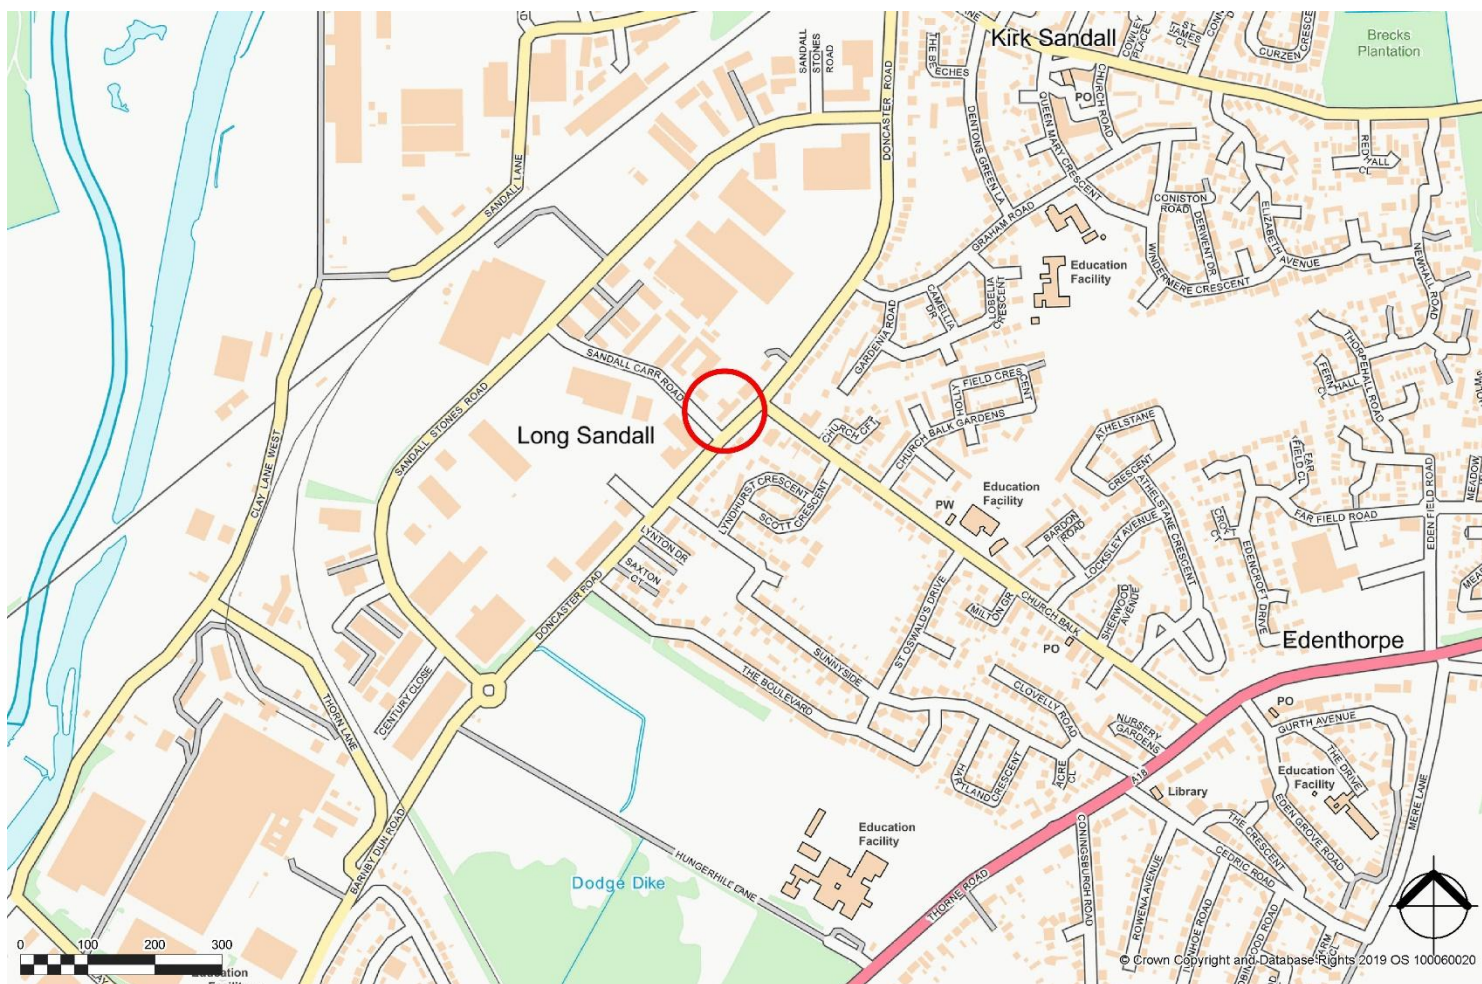 Kirk Sandall
Brecks
Plantation
COWLEY
PLACE
ST
JAMES
CL
CURZEN
CRESCE
THE BE
ECHES
SANDALL
STONES
ROAD
DONCASTER ROAD
DENTONS GREEN LA
PO
CHURCH ROAD
QUEEN MARY CRESCENT
RED HALL
CL
SANDALL LANE
GRAHAM ROAD
CONISTON
ROAD
DERWENT DR
ELIZABETH AVENUE
WINDERMERE CRESCENT
NEWHALL ROAD
Education
Facility
LOBELIA
CRESCENT
CAMELLIA
DR
GARDENIA ROAD
THORPEHALL ROAD
FERN HALL
CL
SANDALL CARR ROAD
HOLLY
FIELD CRESCENT
CHURCH BALK GARDENS
CHURCH CFT
ATHELSTANE
CRESCENT
Long Sandall
SANDALL STONES ROAD
CLAY LANE WEST
FAR
FIELD CL
FAR FIELD ROAD
EDEN FIELD ROAD
MEADOW
LYNDHURST CRESCENT
SCOTT CRESCENT
Education
Facility
PW
BARDON
ROAD
LOCKSLEY AVENUE
ATHELSTANE CRESCENT
CROFT
CT
EDENCROFT DRIVE
LYNTON DR
SAXTON
CT
DONCASTER ROAD
CHURCH BALK
MILTON GR
SHERWOOD
AVENUE
PO
ST OSWALD'S DRIVE
Edenthorpe
SUNNYSIDE
THE BOULEVARD
CLOVELLY ROAD
NURSERY
GARDENS
CENTURY CLOSE
THORN LANE
HARTLAND CRESCENT
ACRE
CL
A18
PO
GURTH AVENUE
THE DRIVE
Education
Facility
Library
EDEN GROVE ROAD
MERE LANE
THE CRESCENT
CEDRIC ROAD
Education
Facility
BARNBY DUN ROAD
HUNGERHILL LANE
Dodge Dike
THORNE ROAD
CONINGSBURGH ROAD
ROWENA AVENUE
0 100 200 300
Education
© Crown Copyright and Database Rights 2019 OS 100060020